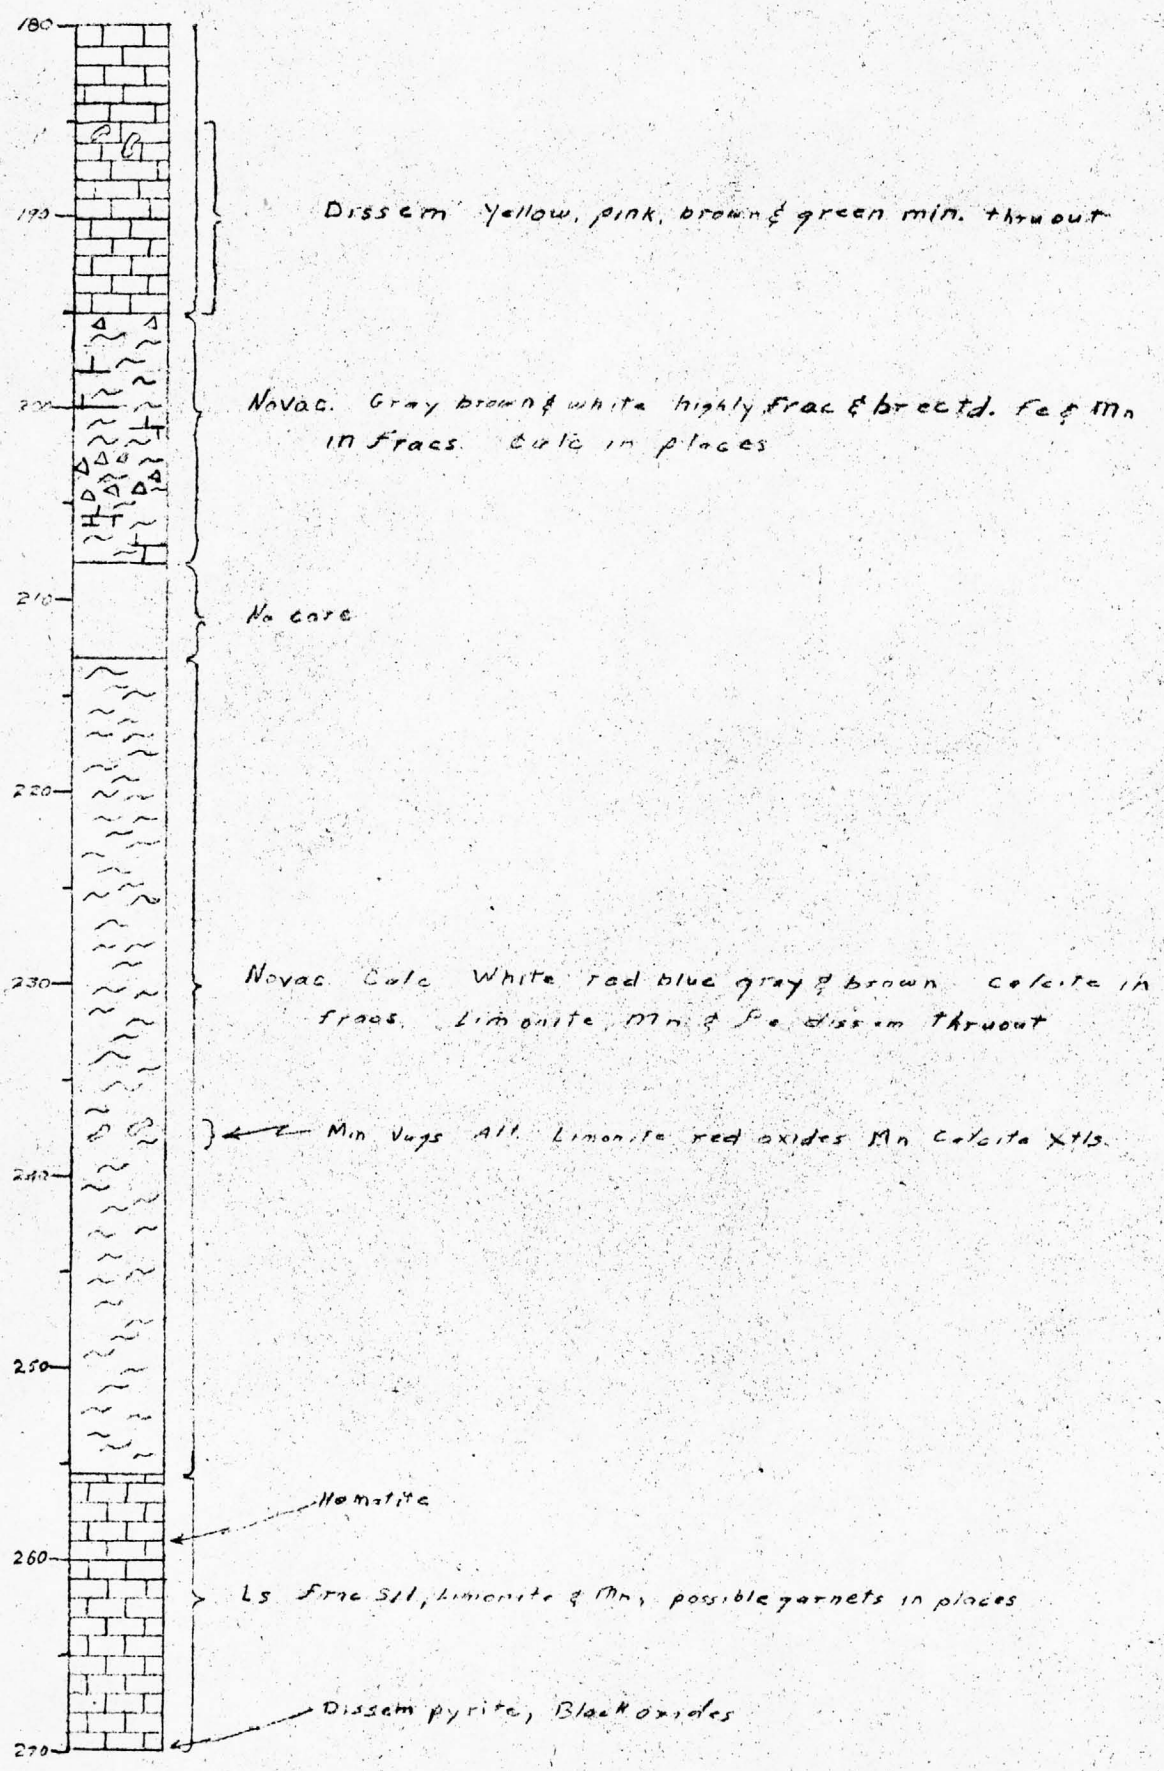 180
190
Dissem Yellow, pink, brown & green min. thruout
200
Novac. Gray brown & white highly frac & brectd. Fe & Mn
in fracs. Calc in places
210
No core
220
230
Novac Calc White red blue gray & brown calcite in
fracs. Limonite, Mn & Fe dissem thruout
Min Vugs Alt. Limonite red oxides Mn Calcite Xtls.
240
250
Hematite
260
Ls frac Sil, Limonite & Mn, possible garnets in places
Dissem pyrite, Black oxides
270